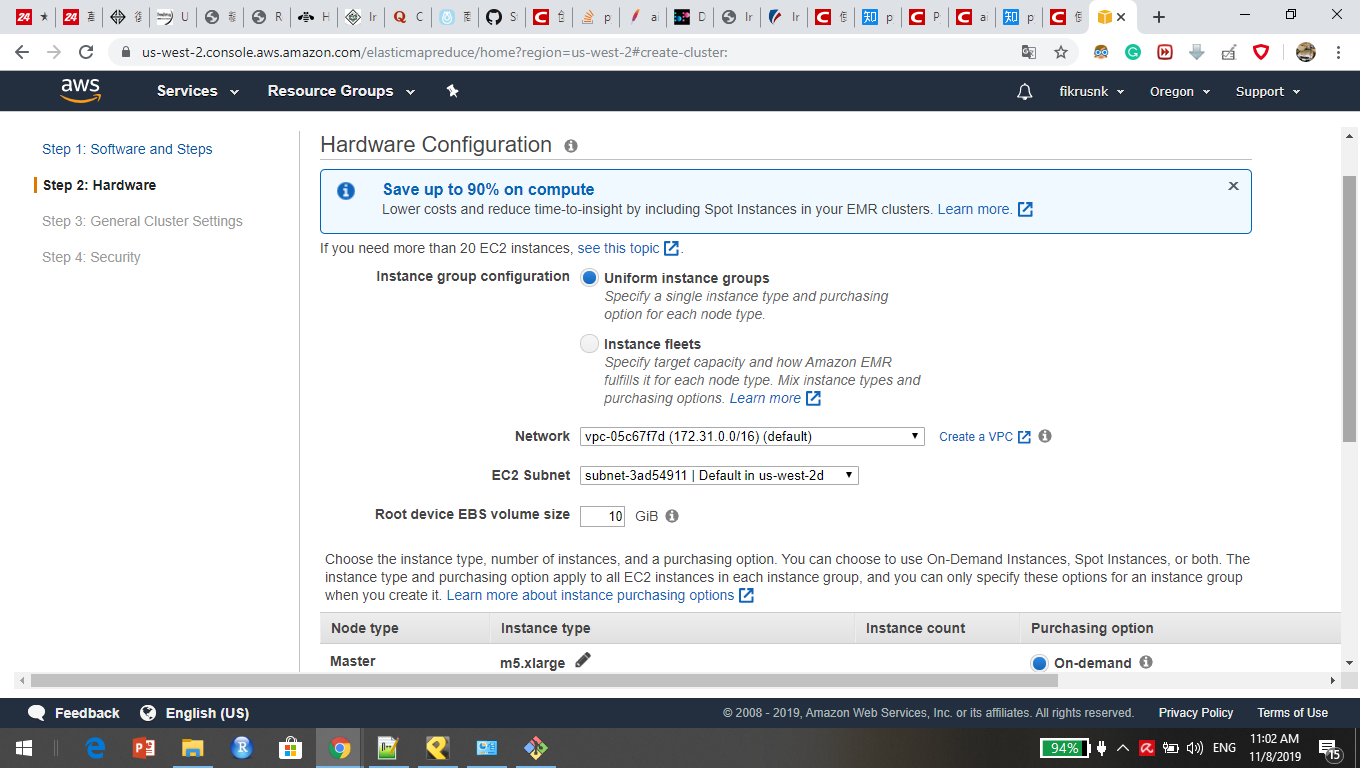 us-west-2.console.aws.amazon.com/elasticmapreduce/home?region=us-west-2#create-cluster:
aws
Services
Resource Groups
fikrusnk
Oregon
Support
Step 1: Software and Steps
Step 2: Hardware
Step 3: General Cluster Settings
Step 4: Security
Hardware Configuration
Save up to 90% on compute
Lower costs and reduce time-to-insight by including Spot Instances in your EMR clusters. Learn more.
If you need more than 20 EC2 instances, see this topic.
Instance group configuration
Uniform instance groups
Specify a single instance type and purchasing
option for each node type.
Instance fleets
Specify target capacity and how Amazon EMR
fulfills it for each node type. Mix instance types and
purchasing options. Learn more
Network
vpc-05c67f7d (172.31.0.0/16) (default)
Create a VPC
EC2 Subnet
subnet-3ad54911 | Default in us-west-2d
Root device EBS volume size
10
GiB
Choose the instance type, number of instances, and a purchasing option. You can choose to use On-Demand Instances, Spot Instances, or both. The
instance type and purchasing option apply to all EC2 instances in each instance group, and you can only specify these options for an instance group
when you create it. Learn more about instance purchasing options
Node type
Instance type
Instance count
Purchasing option
Master
m5.xlarge
On-demand
Feedback
English (US)
© 2008 - 2019, Amazon Web Services, Inc. or its affiliates. All rights reserved.
Privacy Policy
Terms of Use
94%
ENG
11:02 AM
11/8/2019
15